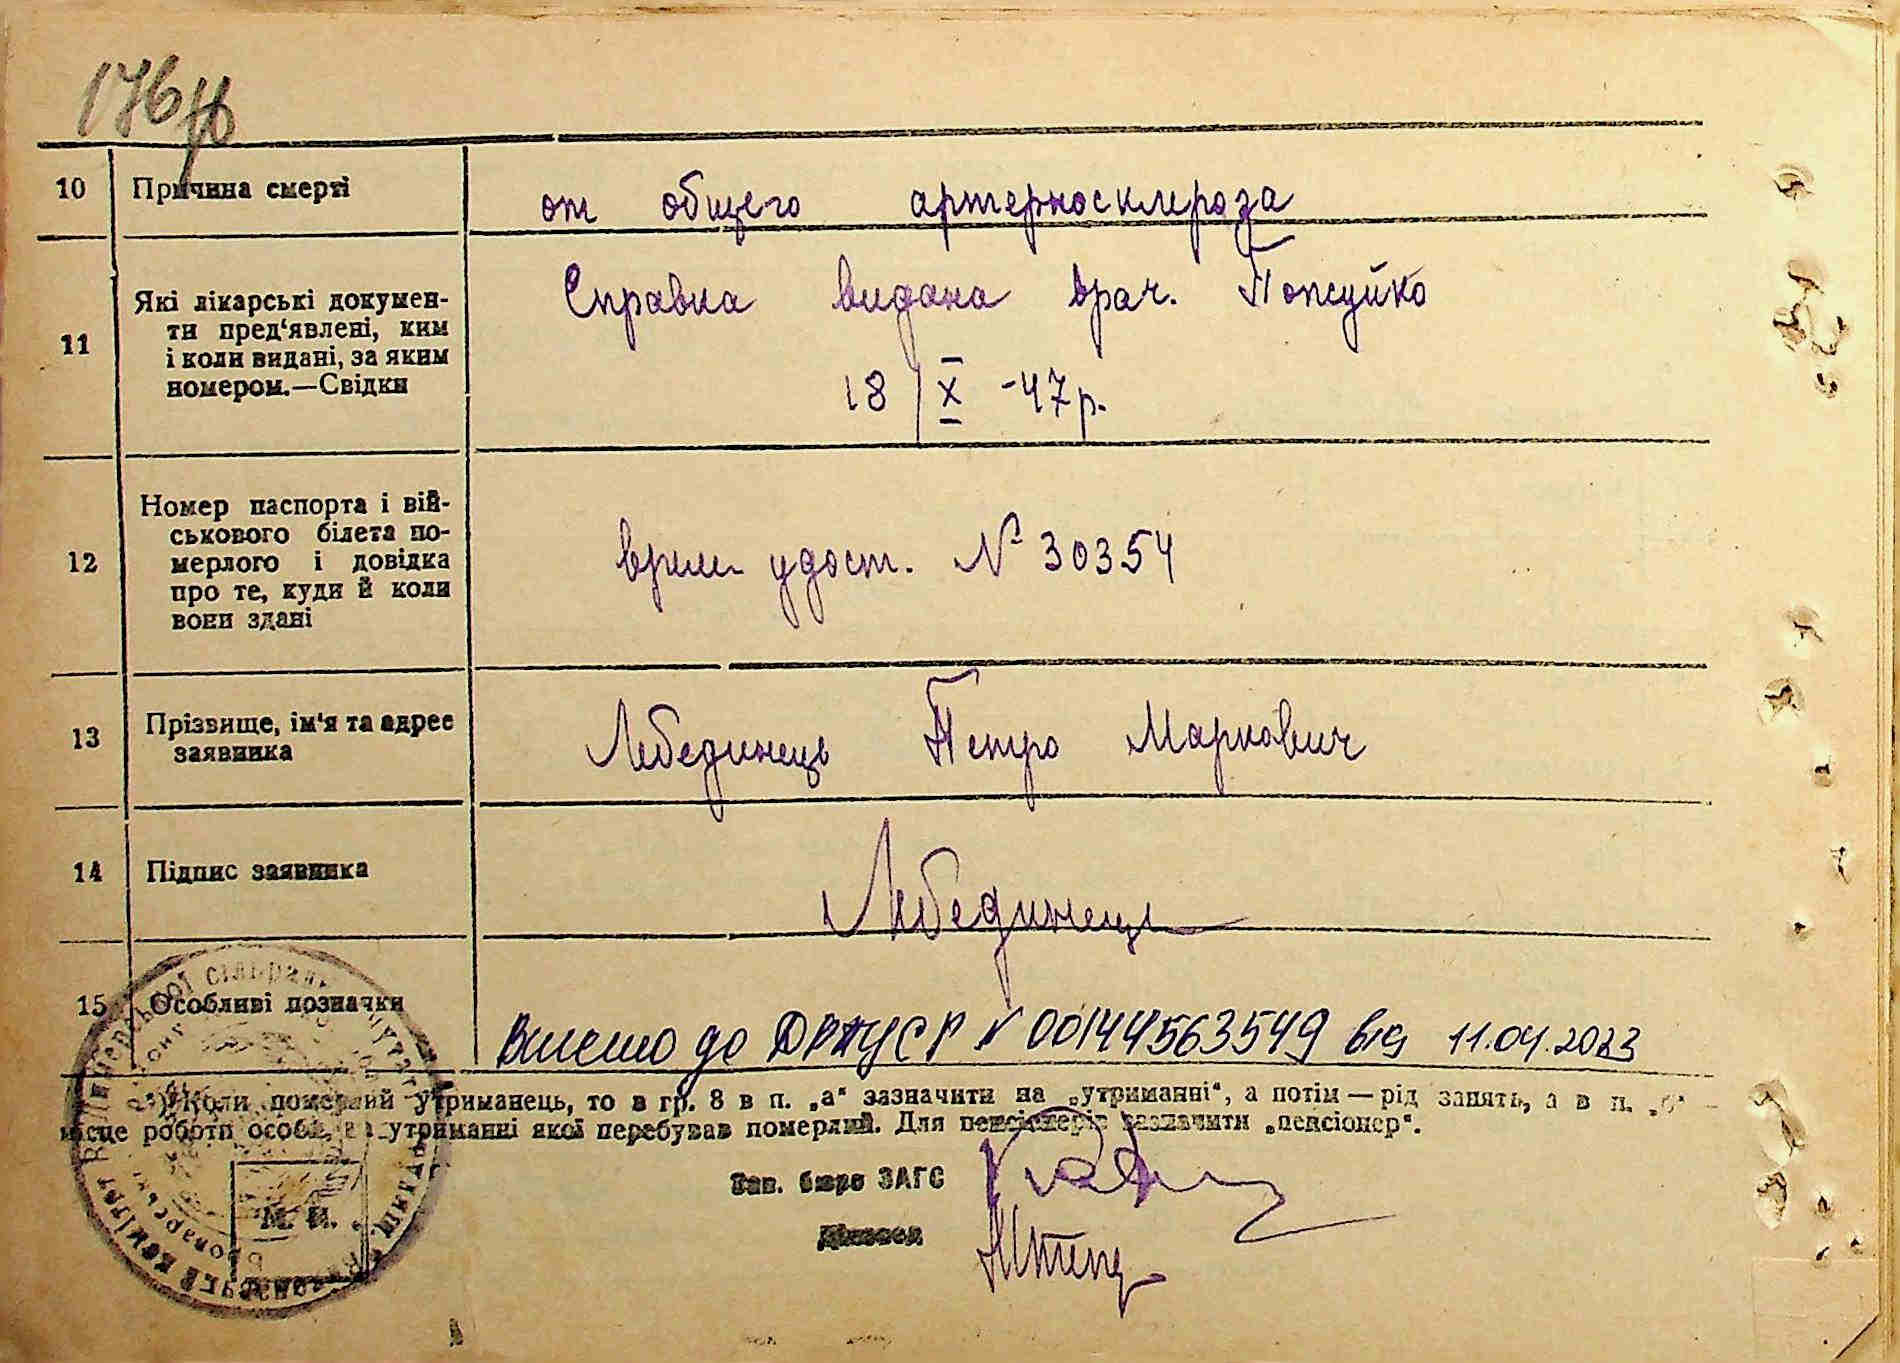 176
10 Причина смерті
от общего артериосклероза
11 Які лікарські докумен-
ти пред'явлені, ким
і коли видані, за яким
номером.—Свідки
Справка видана врач.
18/X -47р.
12 Номер паспорта і вій-
ськового білета по-
мерлого і довідка
про те, куди й коли
вони здані
врем удост. № 30354
13 Прізвище, ім'я та адрес
заявника
Лебединець Петро Маркович
14 Підпис заявника
Лебединець
15 Особливі позначки
Внесено до ДРАЦСГ № 00144563549 від 11.04.2023
*) Коли померлий утриманець, то в гр. 8 в п. „а“ зазначити на „утриманні“, а потім — рід занять, а в п. „б“ —
місце роботи особи, на утриманні якої перебував померлий. Для пенсіонерів зазначити „пенсіонер“.
Зав. бюро ЗАГС
Діловод
М. П.